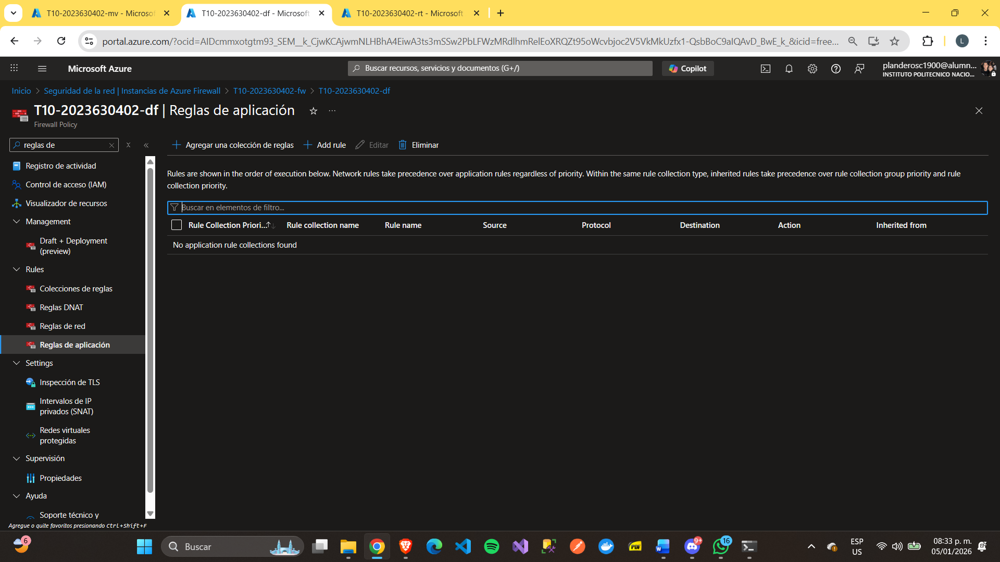 T10-2023630402-mv - Microsof
T10-2023630402-df - Microsoft
T10-2023630402-rt - Microsoft
portal.azure.com/?ocid=AIDcmmxotgtm93_SEM__k_CjwKCAjwmNLHBhA4EiwA3ts3mSSw2PbLFWzMRdlhmRelEoXRQZt95oWcvbjoc2V5VkMkUzfx1-QsbBoC9aIQAvD_BwE_k_&icid=free...
L
Microsoft Azure
Buscar recursos, servicios y documentos (G+/)
Copilot
planderosc1900@alumn...
INSTITUTO POLITECNICO NACIO...
Inicio > Seguridad de la red | Instancias de Azure Firewall > T10-2023630402-fw > T10-2023630402-df
T10-2023630402-df | Reglas de aplicación
Firewall Policy
reglas de
Agregar una colección de reglas
Add rule
Editar
Eliminar
Registro de actividad
Control de acceso (IAM)
Visualizador de recursos
Management
Draft + Deployment
(preview)
Rules
Colecciones de reglas
Reglas DNAT
Reglas de red
Reglas de aplicación
Settings
Inspección de TLS
Intervalos de IP
privados (SNAT)
Redes virtuales
protegidas
Supervisión
Propiedades
Ayuda
Soporte técnico y
Agregue o quite favoritos presionando Ctrl+Shift+F
Rules are shown in the order of execution below. Network rules take precedence over application rules regardless of priority. Within the same rule collection type, inherited rules take precedence over rule collection group priority and rule
collection priority.
Buscar en elementos de filtro...
Rule Collection Priori... Rule collection name Rule name Source Protocol Destination Action Inherited from
No application rule collections found
6
Buscar
PDF
9+
16
ESP
US
08:33 p. m.
05/01/2026